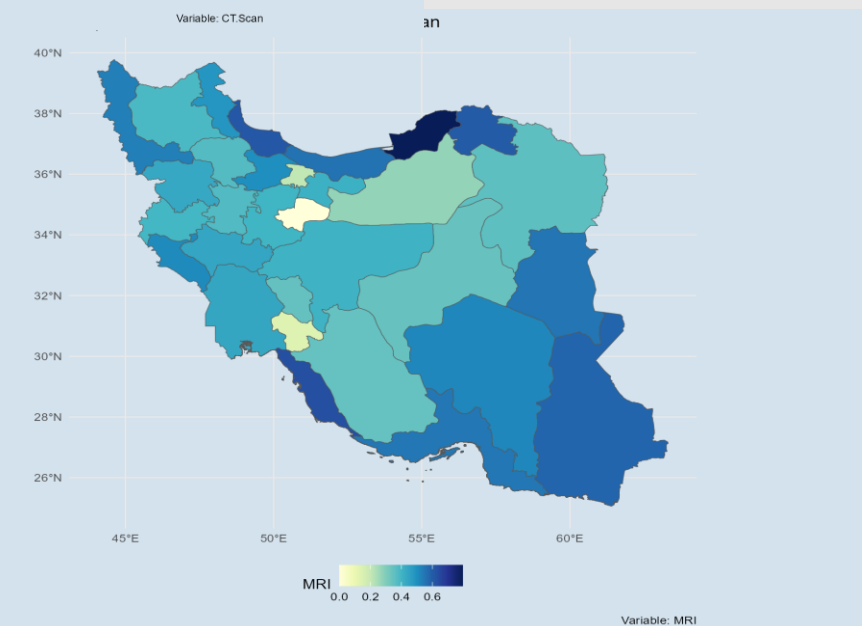 Variable: CT.Scan
an
40°N
38°N
36°N
34°N
32°N
30°N
28°N
26°N
45°E 50°E 55°E 60°E
MRI
0.0 0.2 0.4 0.6
Variable: MRI